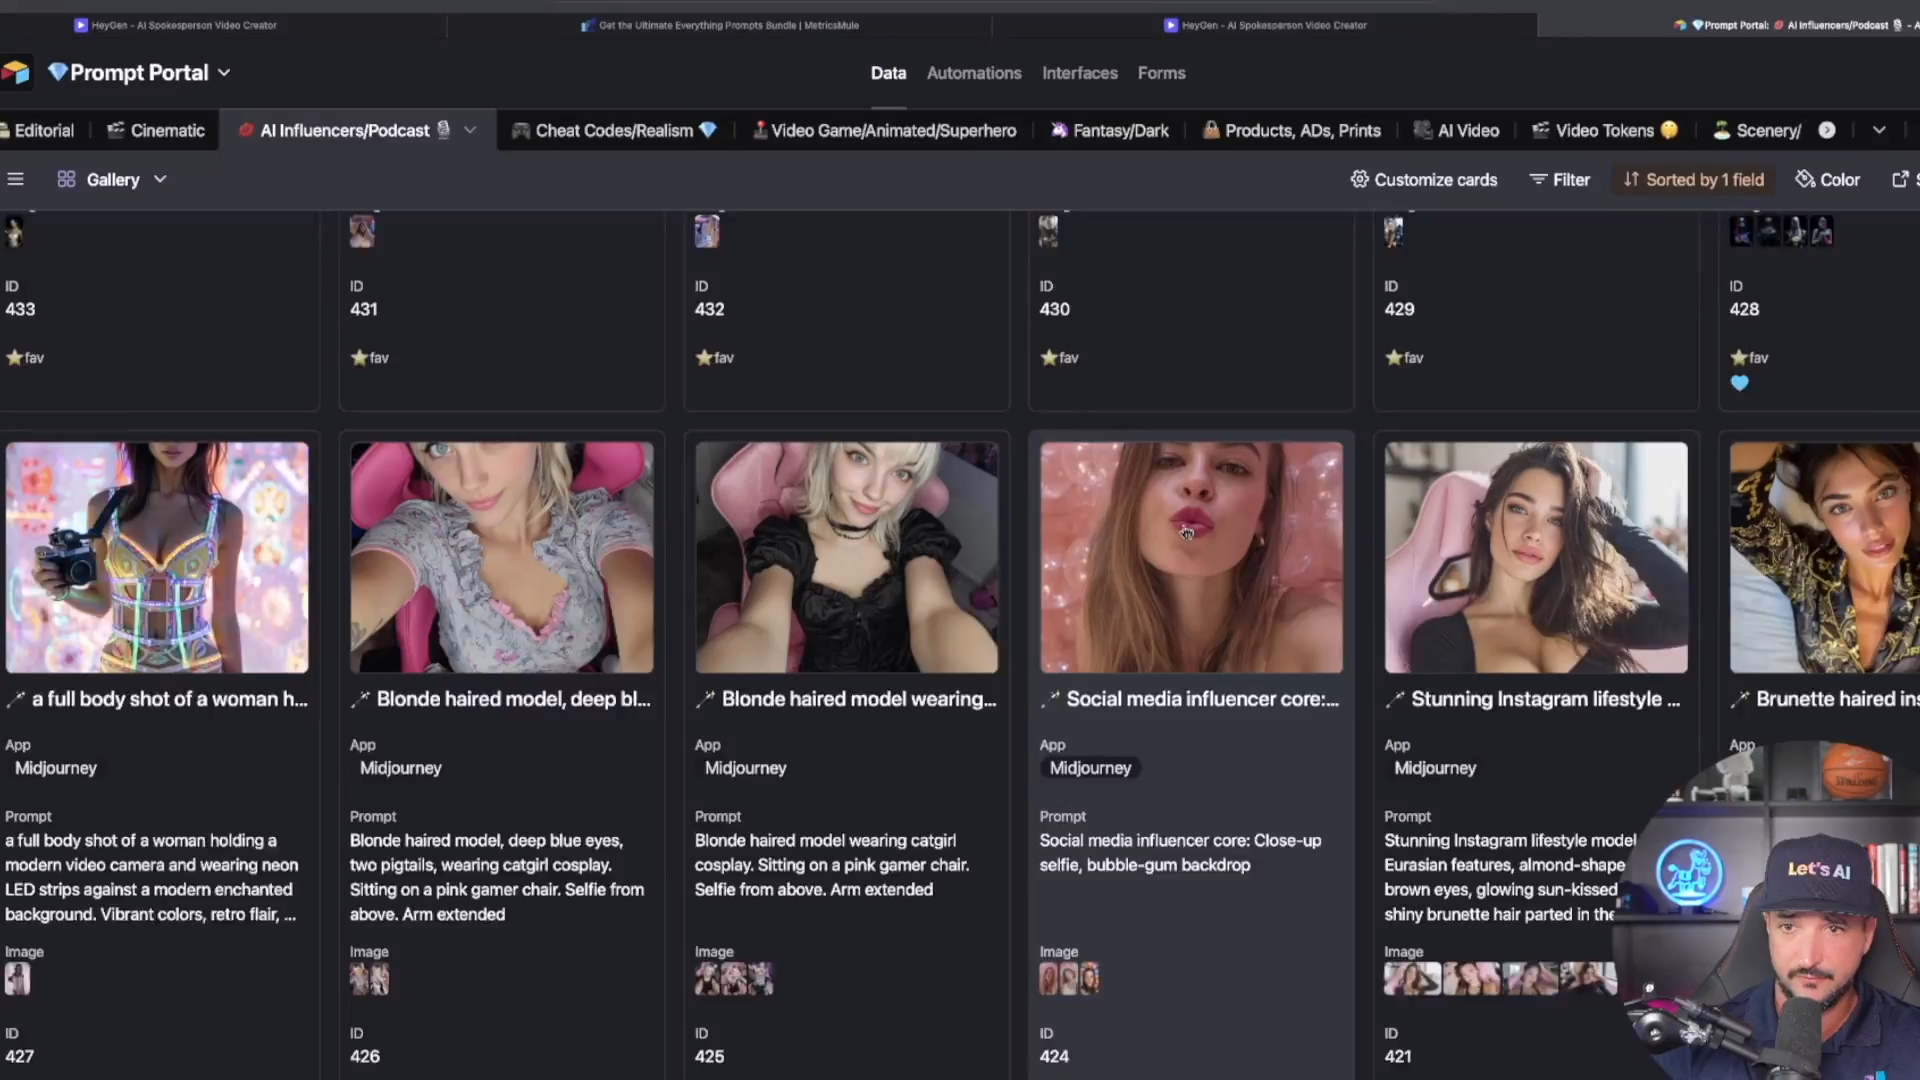 HeyGen - AI Spokesperson Video Creator
Get the Ultimate Everything Prompts Bundle | MetricsMule
HeyGen - AI Spokesperson Video Creator
Prompt Portal: AI Influencers/Podcast - A
Prompt Portal
Data
Automations
Interfaces
Forms
Editorial
Cinematic
AI Influencers/Podcast
Cheat Codes/Realism
Video Game/Animated/Superhero
Fantasy/Dark
Products, ADs, Prints
AI Video
Video Tokens
Scenery/
Gallery
Customize cards
Filter
Sorted by 1 field
Color
S
ID
433
fav
ID
431
fav
ID
432
fav
ID
430
fav
ID
429
fav
ID
428
fav
a full body shot of a woman h...
App
Midjourney
Prompt
a full body shot of a woman holding a
modern video camera and wearing neon
LED strips against a modern enchanted
background. Vibrant colors, retro flair, ...
Image
ID
427
Blonde haired model, deep bl...
App
Midjourney
Prompt
Blonde haired model, deep blue eyes,
two pigtails, wearing catgirl cosplay.
Sitting on a pink gamer chair. Selfie from
above. Arm extended
Image
ID
426
Blonde haired model wearing...
App
Midjourney
Prompt
Blonde haired model wearing catgirl
cosplay. Sitting on a pink gamer chair.
Selfie from above. Arm extended
Image
ID
425
Social media influencer core:...
App
Midjourney
Prompt
Social media influencer core: Close-up
selfie, bubble-gum backdrop
Image
ID
424
Stunning Instagram lifestyle ...
App
Midjourney
Prompt
Stunning Instagram lifestyle model
Eurasian features, almond-shape
brown eyes, glowing sun-kissed
shiny brunette hair parted in the
Image
ID
421
Brunette haired ins
App
Let's AI